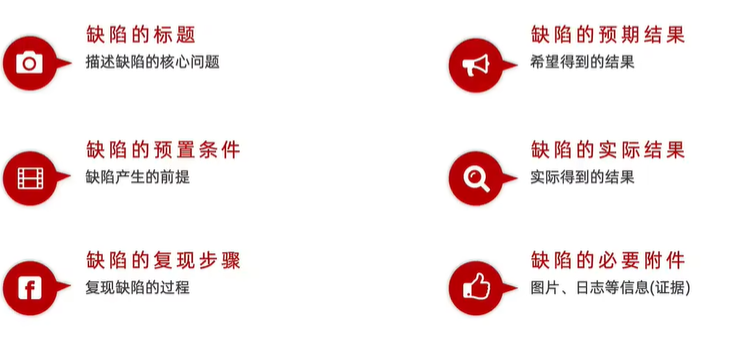 缺陷的标题
描述缺陷的核心问题
缺陷的预置条件
缺陷产生的前提
缺陷的复现步骤
复现缺陷的过程
缺陷的预期结果
希望得到的结果
缺陷的实际结果
实际得到的结果
缺陷的必要附件
图片、日志等信息(证据)